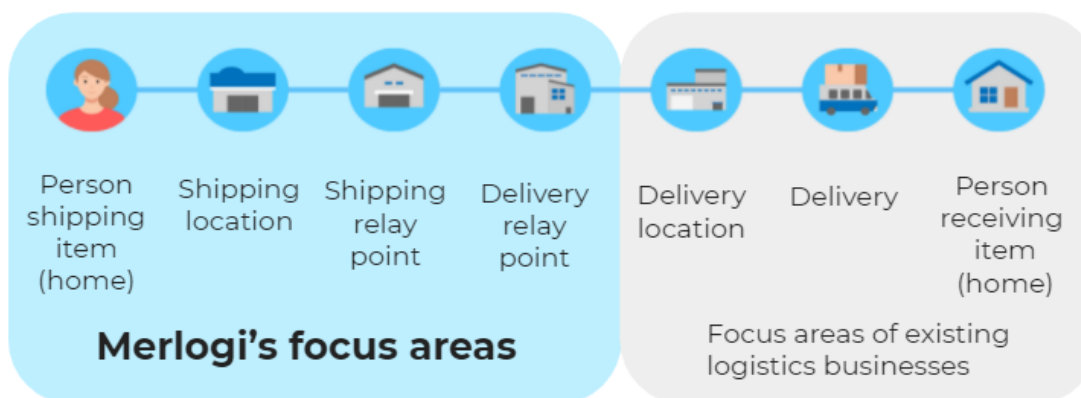 Person
shipping
item
(home)
Shipping
location
Shipping
relay
point
Delivery
relay
point
Delivery
location
Delivery
Person
receiving
item
(home)
Merlogi’s focus areas
Focus areas of existing
logistics businesses